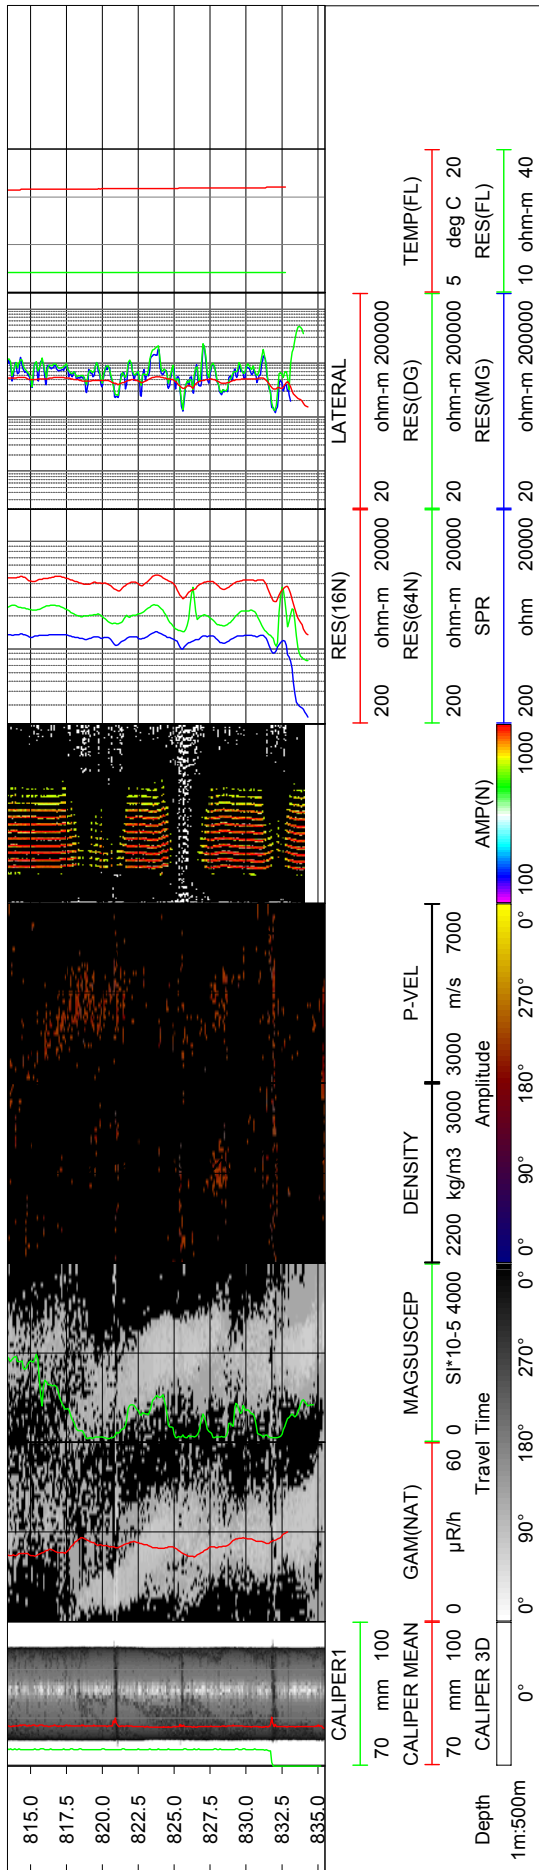 Depth
1m:500m
815.0
817.5
820.0
822.5
825.0
827.5
830.0
832.5
835.0
CALIPER1
70 mm 100
CALIPER MEAN
70 mm 100
CALIPER 3D
0°
GAM(NAT)
0 µR/h 60
MAGSUSCEP
0 SI*10-5 4000
Travel Time
0° 90° 180° 270° 0°
DENSITY
2200 kg/m3 3000
P-VEL
3000 m/s 7000
Amplitude
0° 90° 180° 270° 0°
AMP(N)
100 1000
RES(16N)
200 ohm-m 20000
RES(64N)
200 ohm-m 20000
SPR
200 ohm 20000
LATERAL
20 ohm-m 200000
RES(DG)
20 ohm-m 200000
RES(MG)
20 ohm-m 200000
TEMP(FL)
5 deg C 20
RES(FL)
10 ohm-m 40